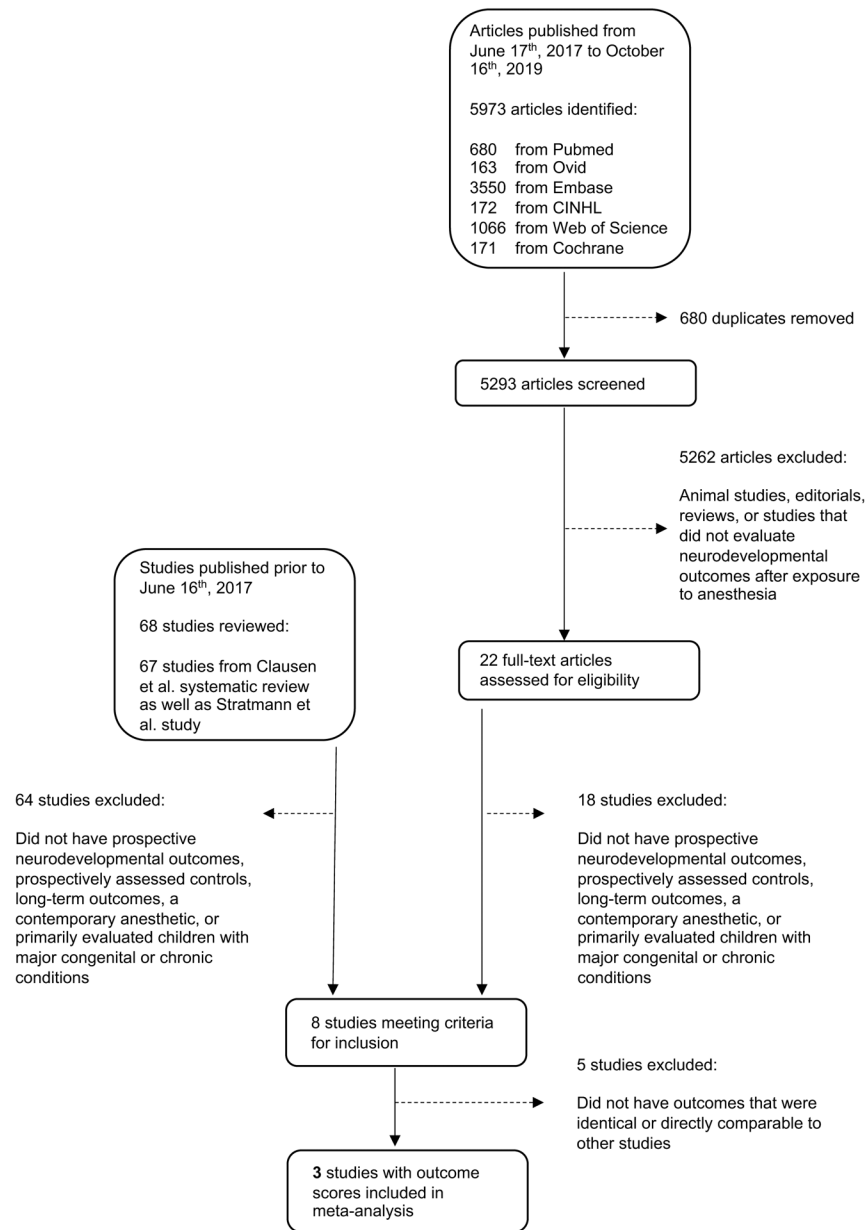 Articles published from
June 17th, 2017 to October
16th, 2019
5973 articles identified:
680 from Pubmed
163 from Ovid
3550 from Embase
172 from CINHL
1066 from Web of Science
171 from Cochrane
680 duplicates removed
5293 articles screened
5262 articles excluded:
Animal studies, editorials,
reviews, or studies that
did not evaluate
neurodevelopmental
outcomes after exposure
to anesthesia
Studies published prior to
June 16th, 2017
68 studies reviewed:
67 studies from Clausen
et al. systematic review
as well as Stratmann et
al. study
22 full-text articles
assessed for eligibility
64 studies excluded:
Did not have prospective
neurodevelopmental outcomes,
prospectively assessed controls,
long-term outcomes, a
contemporary anesthetic, or
primarily evaluated children with
major congenital or chronic
conditions
18 studies excluded:
Did not have prospective
neurodevelopmental outcomes,
prospectively assessed controls,
long-term outcomes, a
contemporary anesthetic, or
primarily evaluated children with
major congenital or chronic
conditions
8 studies meeting criteria
for inclusion
5 studies excluded:
Did not have outcomes that were
identical or directly comparable to
other studies
3 studies with outcome
scores included in
meta-analysis